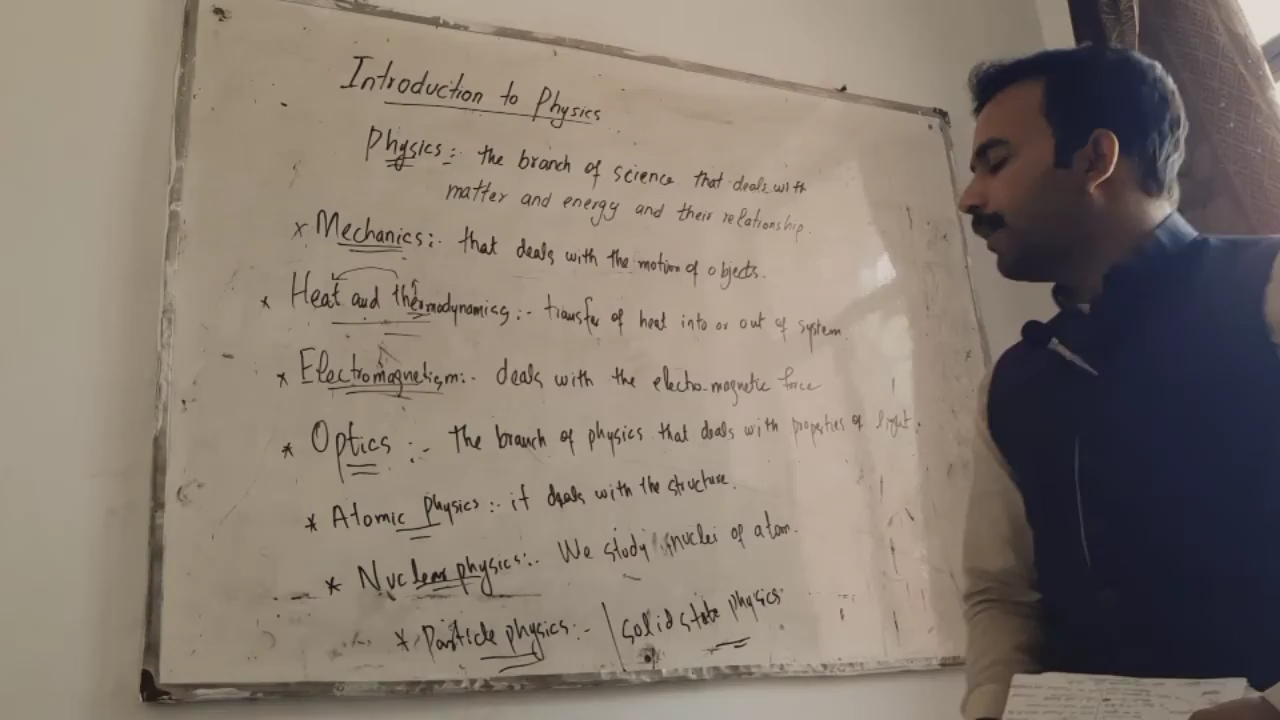 Introduction to Physics
Physics:- the branch of science that deals with
matter and energy and their relationship.
x Mechanics:- that deals with the motion of objects.
* Heat and thermodynamics:- transfer of heat into or out of system
* Electromagnetism:- deals with the electro-magnetic force
* Optics:- The branch of physics that deals with properties of light.
* Atomic physics:- it deals with the structure.
* Nuclear physics:- We study nuclei of atom.
* Particle physics:- | solid state physics